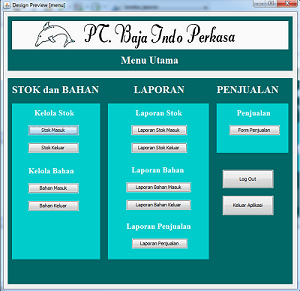 Design Preview [menu]
PT. Baja Indo Perkasa
Menu Utama
STOK dan BAHAN
Kelola Stok
Stok Masuk
Stok Keluar
Kelola Bahan
Bahan Masuk
Bahan Keluar
LAPORAN
Laporan Stok
Laporan Stok Masuk
Laporan Stok Keluar
Laporan Bahan
Laporan Bahan Masuk
Laporan Bahan Keluar
Laporan Penjualan
Laporan Penjualan
PENJUALAN
Penjualan
Form Penjualan
Log Out
Keluar Aplikasi